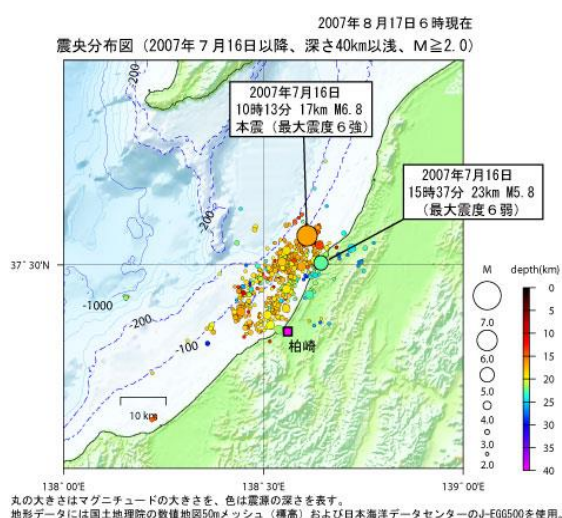 2007年８月17日６時現在
震央分布図（2007年７月16日以降、深さ40km以浅、Ｍ≧2.0）
2007年7月16日
10時13分 17km M6.8
本震（最大震度６強）
2007年7月16日
15時37分 23km M5.8
（最大震度６弱）
-200
-200
37°30'N
-1000
-200
-100
柏崎
10 km
M
7.0
6.0
5.0
4.0
3.0
2.0
depth(km)
0
5
10
15
20
25
30
35
40
138°00'E
138°30'E
139°00'E
丸の大きさはマグニチュードの大きさを、色は震源の深さを表す。
地形データには国土地理院の数値地図50mメッシュ（標高）および日本海洋データセンターのJ-EGG500を使用。